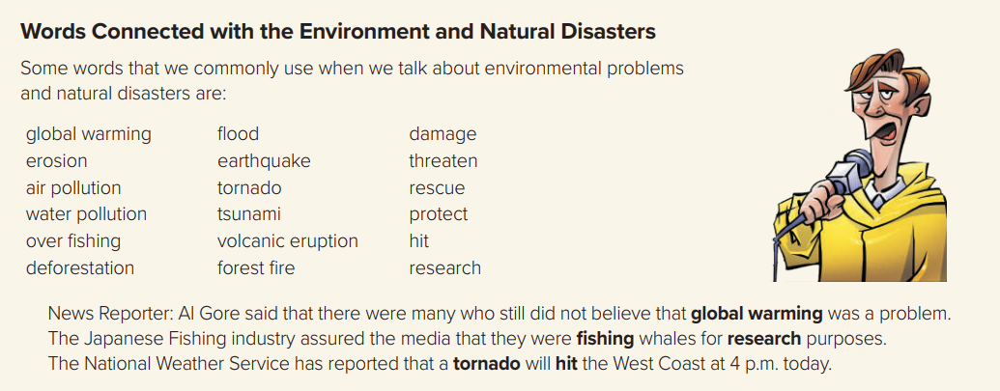 Words Connected with the Environment and Natural Disasters
Some words that we commonly use when we talk about environmental problems
and natural disasters are:
global warming flood damage
erosion earthquake threaten
air pollution tornado rescue
water pollution tsunami protect
over fishing volcanic eruption hit
deforestation forest fire research
News Reporter: Al Gore said that there were many who still did not believe that global warming was a problem.
The Japanese Fishing industry assured the media that they were fishing whales for research purposes.
The National Weather Service has reported that a tornado will hit the West Coast at 4 p.m. today.